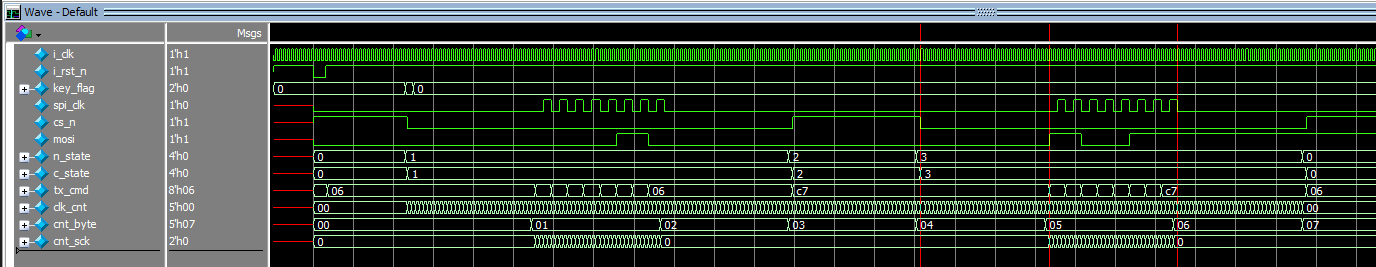 Wave - Default
Msgs
i_clk 1'h1
i_rst_n 1'h1
key_flag 2'h0 0 0
spi_clk 1'h0
cs_n 1'h1
mosi 1'h1
n_state 4'h0 0 1 2 3 0
c_state 4'h0 0 1 2 3 0
tx_cmd 8'h06 06 06 c7 c7 06
clk_cnt 5'h00 00 00
cnt_byte 5'h07 00 01 02 03 04 05 06 07
cnt_sck 2'h0 0 0 0